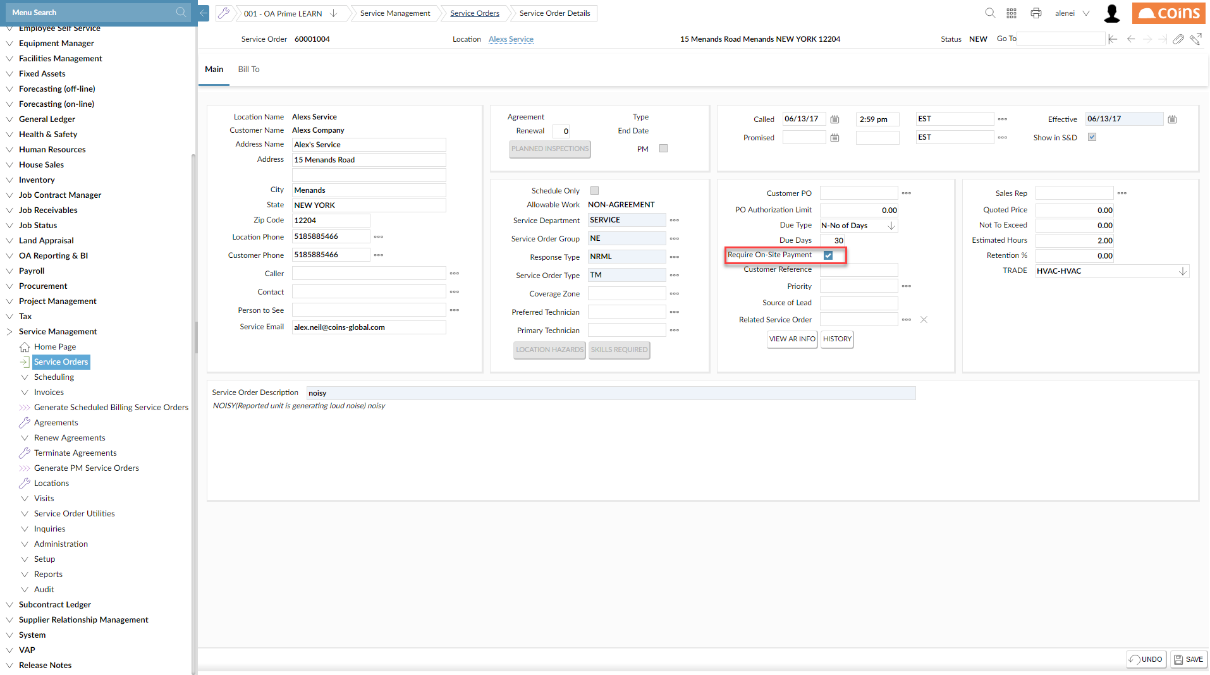 Menu Search
Employee Self Service
Equipment Manager
Facilities Management
Fixed Assets
Forecasting (off-line)
Forecasting (on-line)
General Ledger
Health & Safety
Human Resources
House Sales
Inventory
Job Contract Manager
Job Receivables
Job Status
Land Appraisal
OA Reporting & BI
Payroll
Procurement
Project Management
Tax
Service Management
Home Page
Service Orders
Scheduling
Invoices
Generate Scheduled Billing Service Orders
Agreements
Renew Agreements
Terminate Agreements
Generate PM Service Orders
Locations
Visits
Service Order Utilities
Inquiries
Administration
Setup
Reports
Audit
Subcontract Ledger
Supplier Relationship Management
System
VAP
Release Notes
001 - OA Prime LEARN
Service Management
Service Orders
Service Order Details
alenei
coins
Service Order 60001004
Location Alexs Service
15 Menands Road Menands NEW YORK 12204
Status NEW
Go To
Main
Bill To
Location Name Alexs Service
Customer Name Alexs Company
Address Name Alex's Service
Address 15 Menands Road
City Menands
State NEW YORK
Zip Code 12204
Location Phone 5185885466
Customer Phone 5185885466
Caller
Contact
Person to See
Service Email alex.neil@coins-global.com
Agreement Type
Renewal 0 End Date
PLANNED INSPECTIONS PM
Schedule Only
Allowable Work NON-AGREEMENT
Service Department SERVICE
Service Order Group NE
Response Type NRML
Service Order Type TM
Coverage Zone
Preferred Technician
Primary Technician
LOCATION HAZARDS SKILLS REQUIRED
Called 06/13/17 2:59 pm EST Effective 06/13/17
Promised EST Show in S&D
Customer PO
PO Authorization Limit 0.00
Due Type N-No of Days
Due Days 30
Require On-Site Payment
Customer Reference
Priority
Source of Lead
Related Service Order
VIEW AR INFO HISTORY
Sales Rep
Quoted Price 0.00
Not To Exceed 0.00
Estimated Hours 2.00
Retention % 0.00
TRADE HVAC-HVAC
Service Order Description noisy
NOISY(Reported unit is generating loud noise) noisy
UNDO SAVE